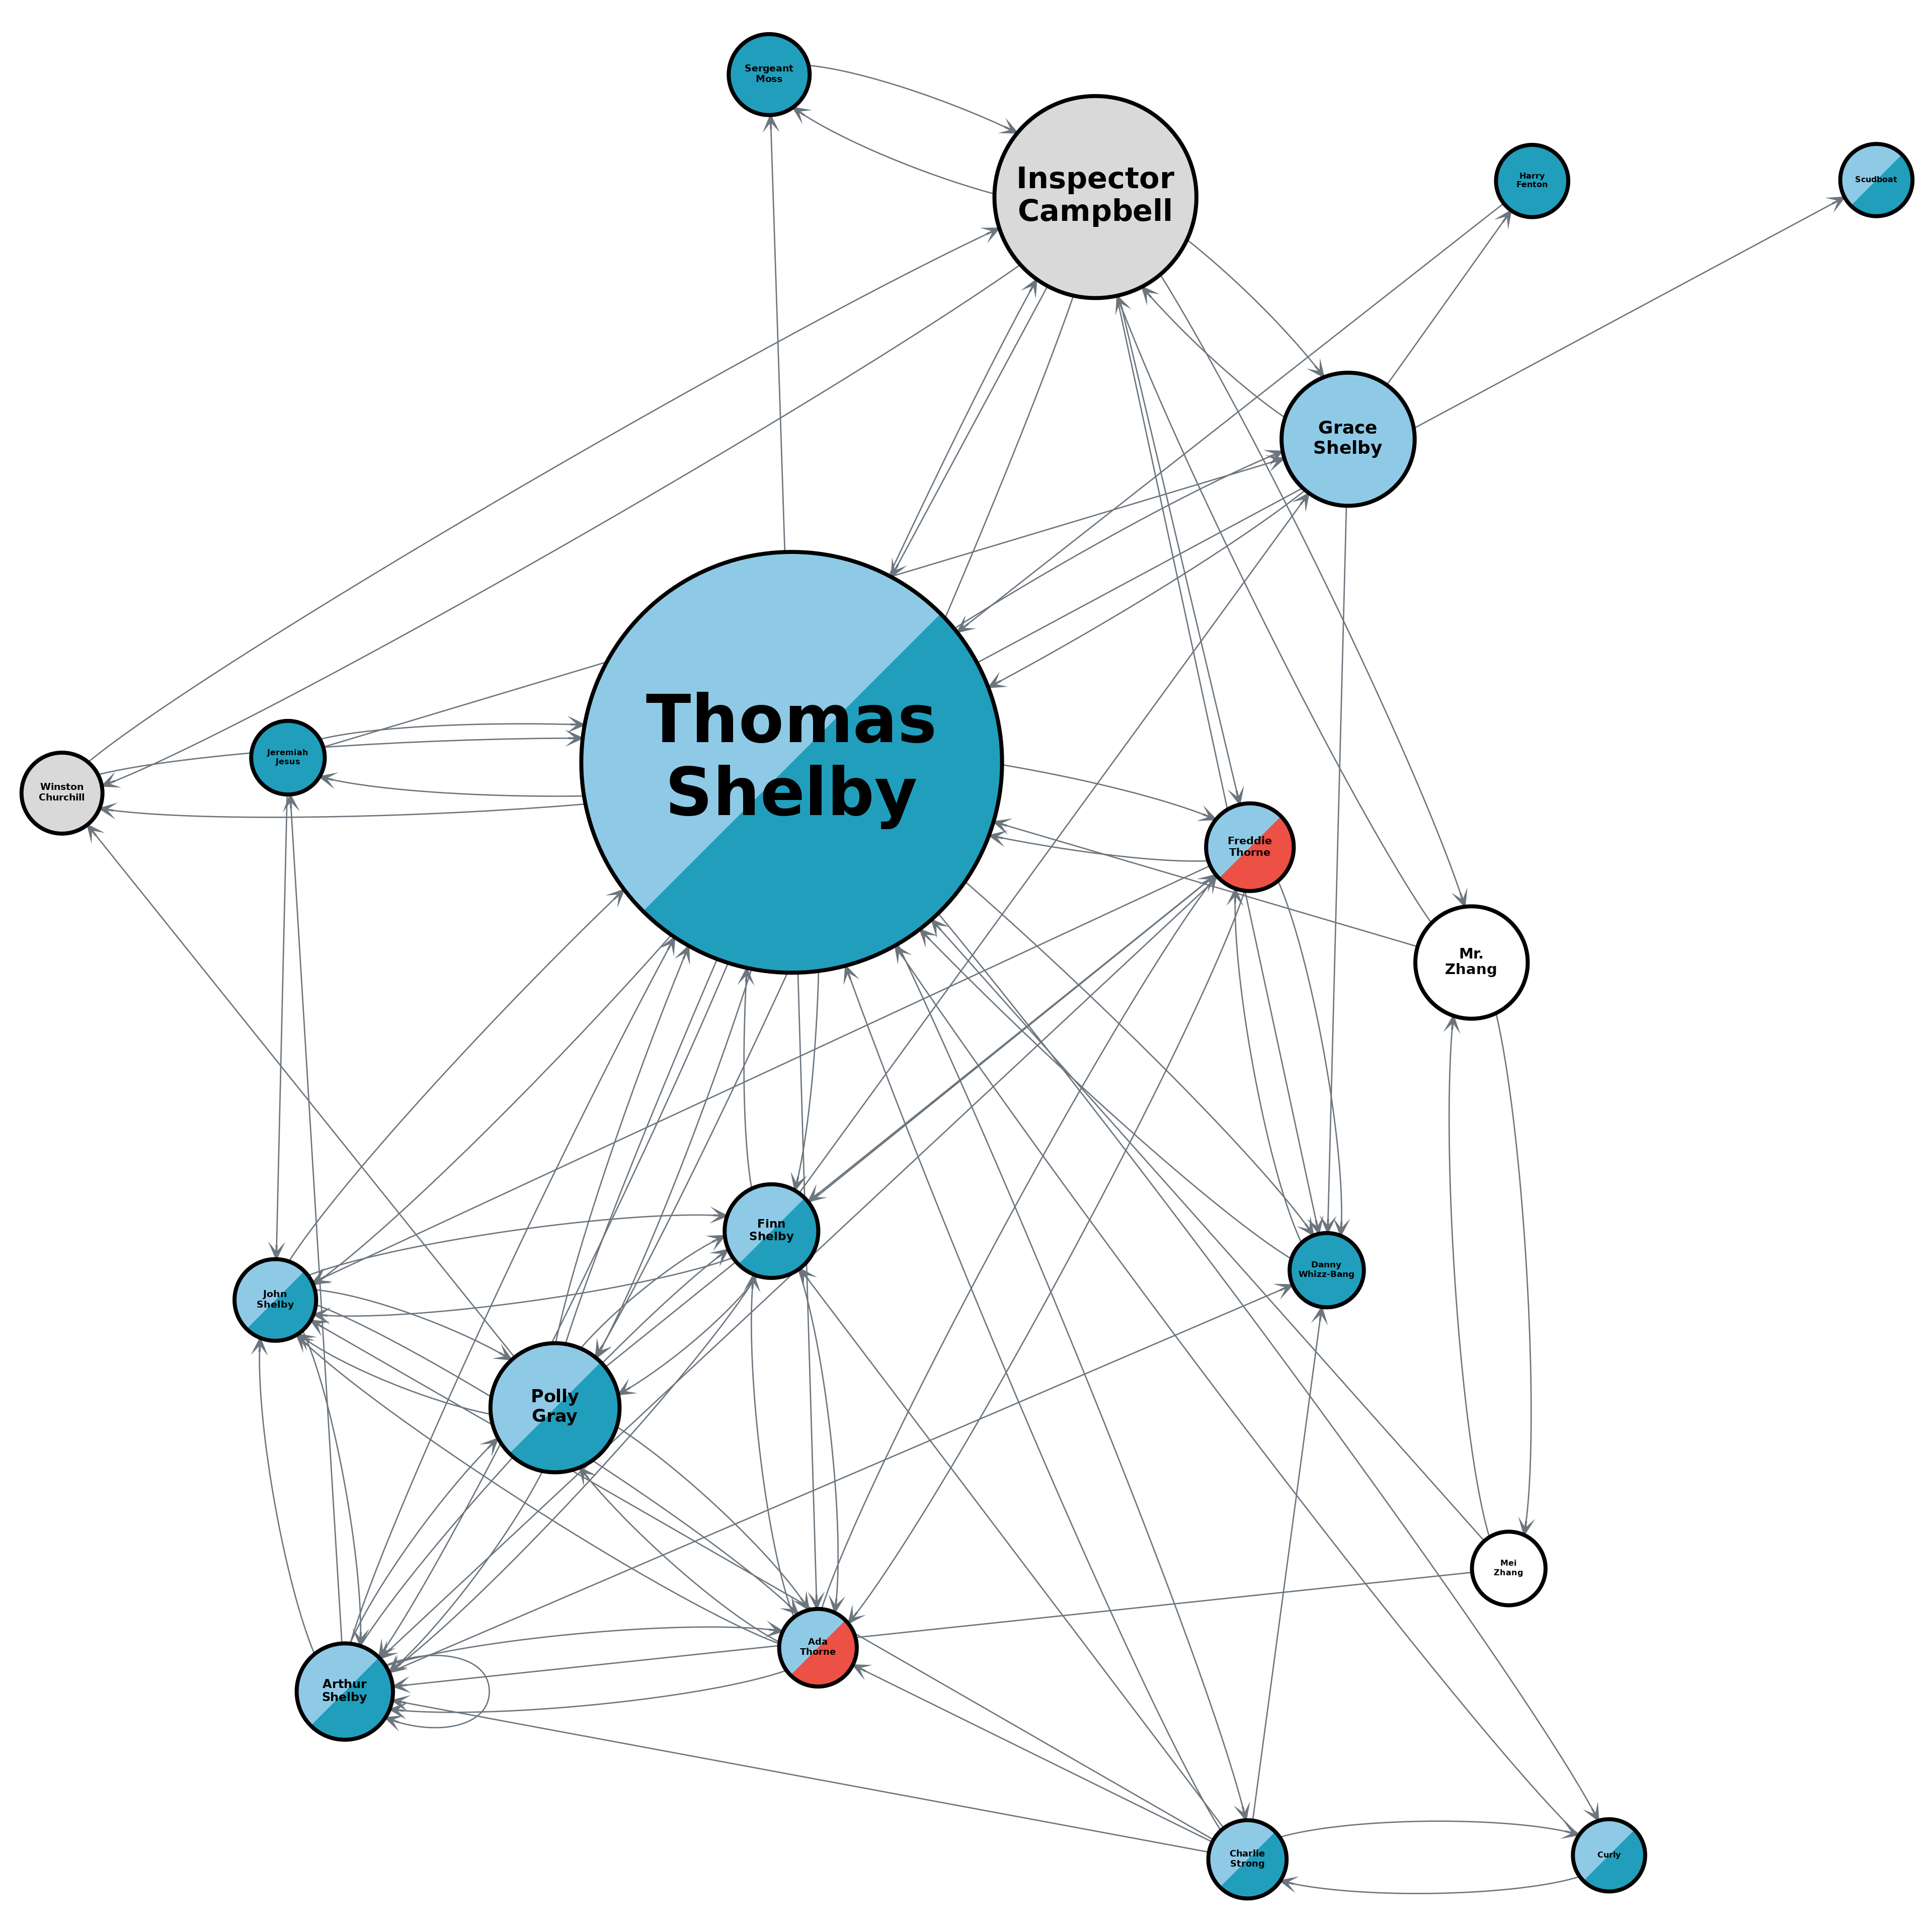 Sergeant
Moss
Inspector
Campbell
Harry
Fenton
Scudboat
Grace
Shelby
Thomas
Shelby
Jeremiah
Jesus
Winston
Churchill
Freddie
Thorne
Mr.
Zhang
Finn
Shelby
Danny
Whizz-Bang
John
Shelby
Polly
Gray
Mei
Zhang
Ada
Thorne
Arthur
Shelby
Charlie
Strong
Curly